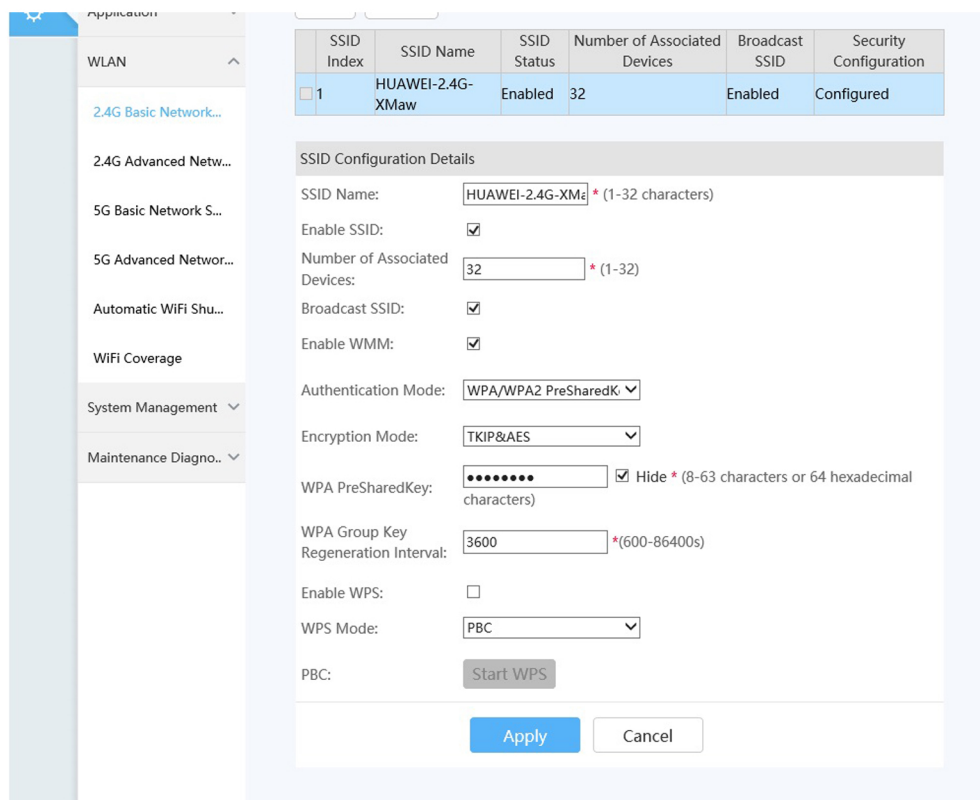 Application
WLAN
2.4G Basic Network...
2.4G Advanced Netw...
5G Basic Network S...
5G Advanced Networ...
Automatic WiFi Shu...
WiFi Coverage
System Management
Maintenance Diagno..
SSID Index SSID Name SSID Status Number of Associated Devices Broadcast SSID Security Configuration
1 HUAWEI-2.4G-XMaw Enabled 32 Enabled Configured
SSID Configuration Details
SSID Name: HUAWEI-2.4G-XMa * (1-32 characters)
Enable SSID:
Number of Associated
Devices: 32 * (1-32)
Broadcast SSID:
Enable WMM:
Authentication Mode: WPA/WPA2 PreSharedK
Encryption Mode: TKIP&AES
WPA PreSharedKey: ●●●●●●●● Hide * (8-63 characters or 64 hexadecimal
characters)
WPA Group Key
Regeneration Interval: 3600 *(600-86400s)
Enable WPS:
WPS Mode: PBC
PBC: Start WPS
Apply Cancel